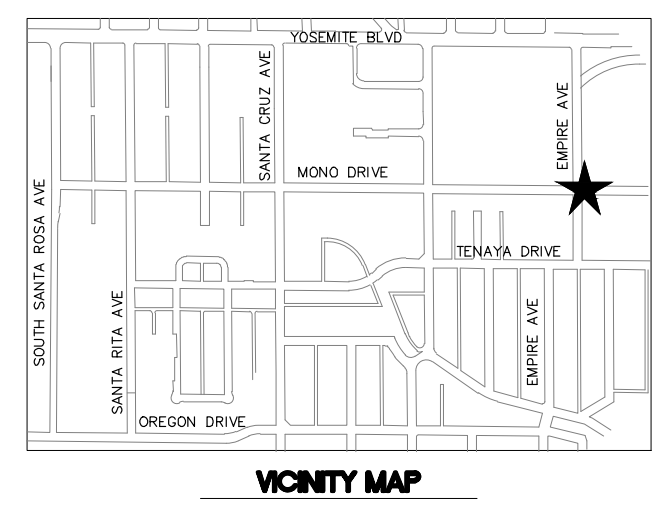 YOSEMITE BLVD
SANTA CRUZ AVE
EMPIRE AVE
MONO DRIVE
SOUTH SANTA ROSA AVE
TENAYA DRIVE
SANTA RITA AVE
EMPIRE AVE
OREGON DRIVE
VICINITY MAP